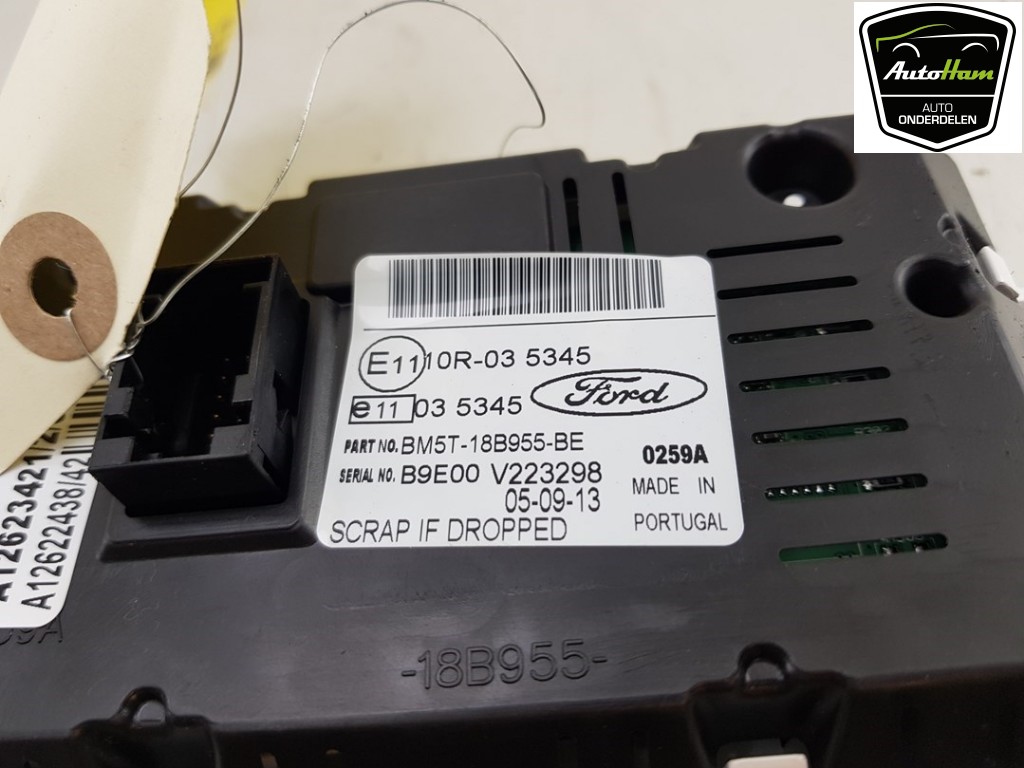 AutoHam
AUTO
ONDERDELEN
E11 10R-03 5345
e11 03 5345
Ford
PART NO. BM5T-18B955-BE
0259A
SERIAL NO. B9E00 V223298
05-09-13
MADE IN
PORTUGAL
SCRAP IF DROPPED
A12622438/42
-18B955-